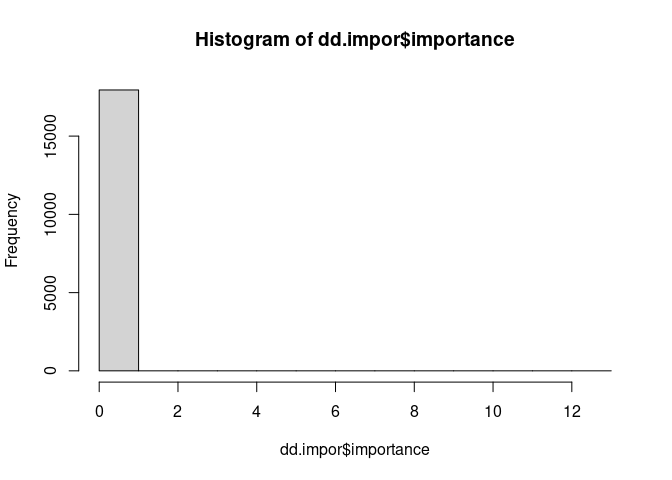 Histogram of dd.impor$importance
Frequency
15000
10000
5000
0
0 2 4 6 8 10 12
dd.impor$importance